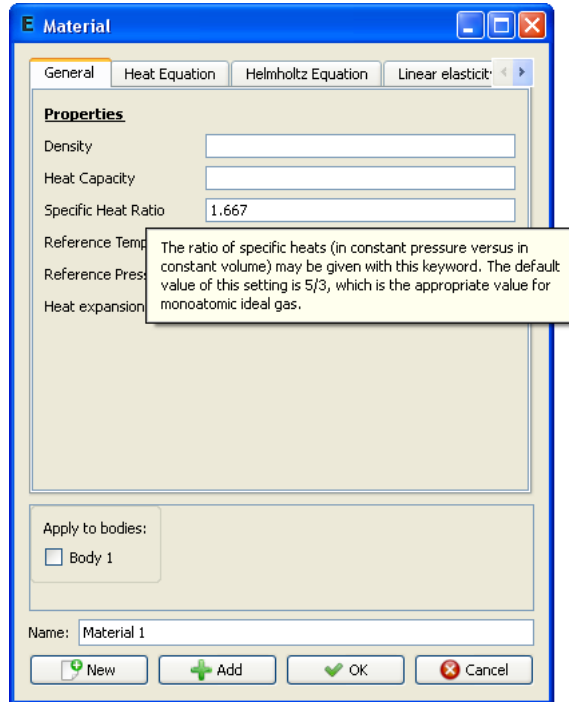 E Material
General
Heat Equation
Helmholtz Equation
Linear elasticit
Properties
Density
Heat Capacity
Specific Heat Ratio 1.667
Reference Temp
Reference Press
Heat expansion
The ratio of specific heats (in constant pressure versus in
constant volume) may be given with this keyword. The default
value of this setting is 5/3, which is the appropriate value for
monoatomic ideal gas.
Apply to bodies:
Body 1
Name: Material 1
New
Add
OK
Cancel